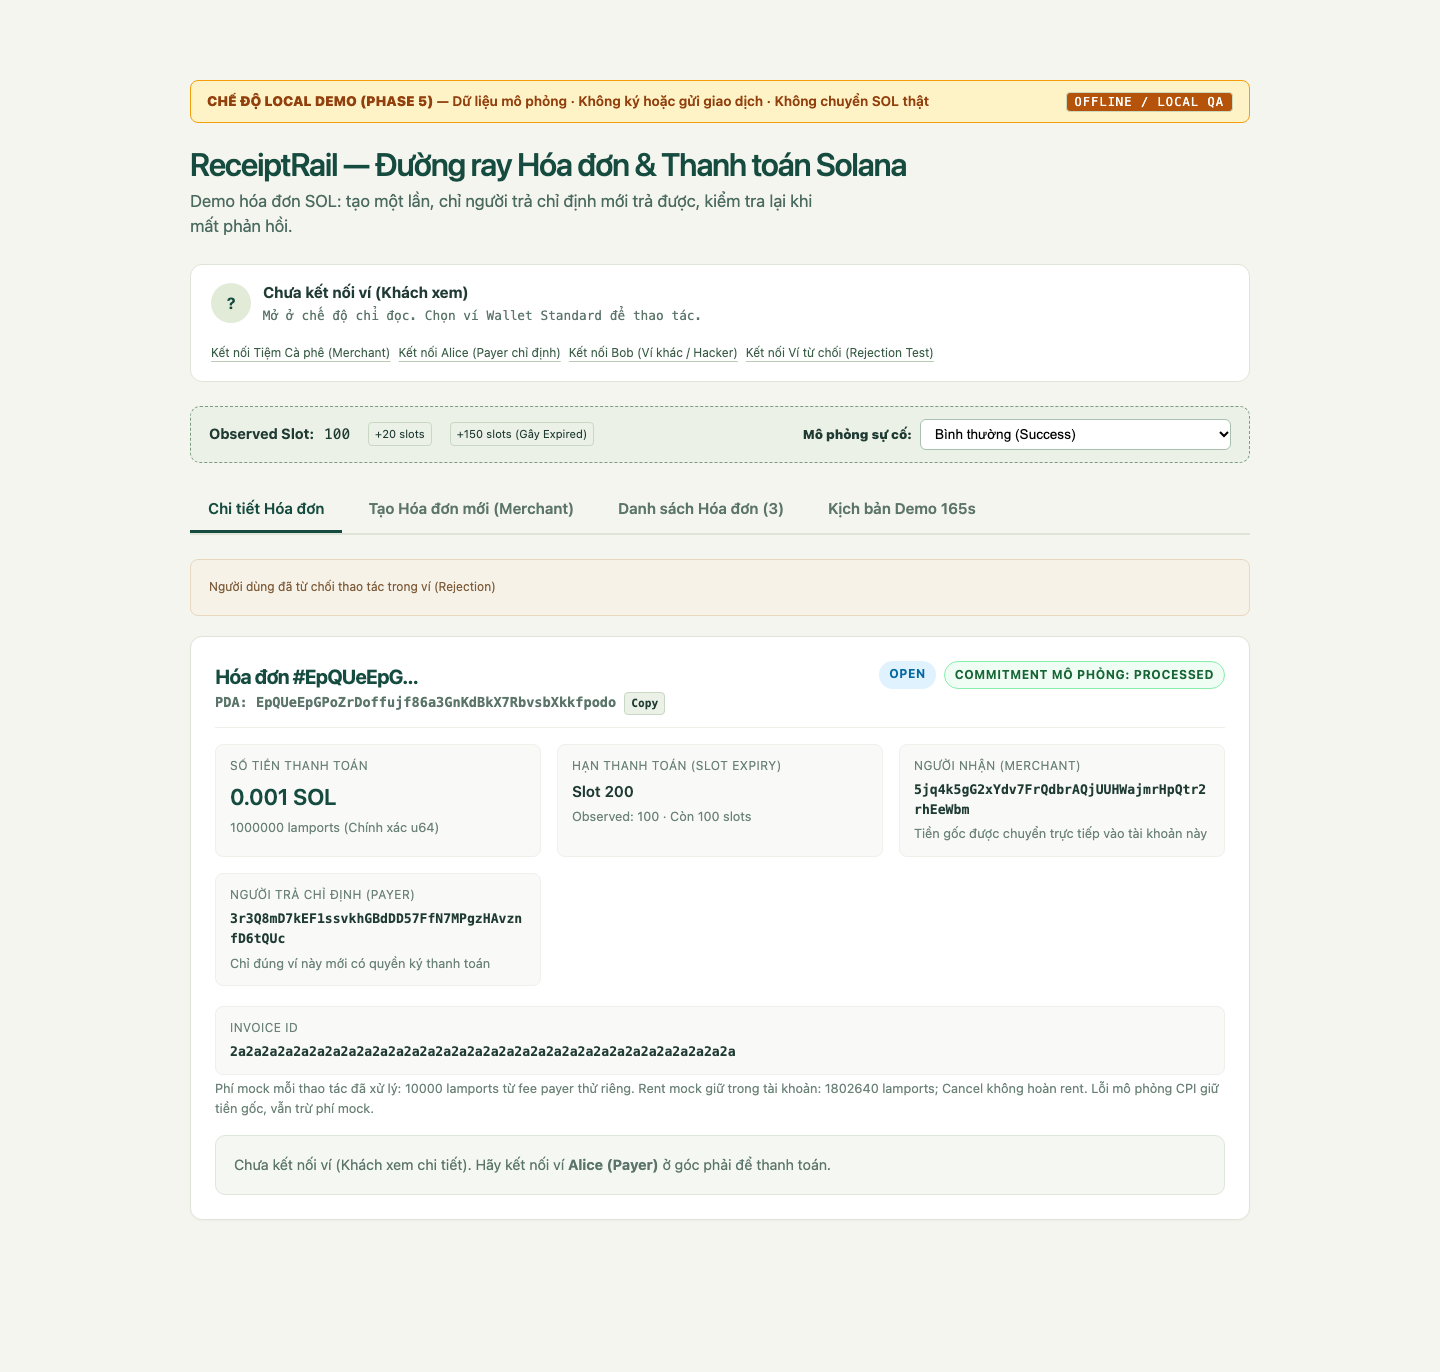 CHẾ ĐỘ LOCAL DEMO (PHASE 5) — Dữ liệu mô phỏng · Không ký hoặc gửi giao dịch · Không chuyển SOL thật
OFFLINE / LOCAL QA
ReceiptRail — Đường ray Hóa đơn & Thanh toán Solana
Demo hóa đơn SOL: tạo một lần, chỉ người trả chỉ định mới trả được, kiểm tra lại khi
mất phản hồi.
?
Chưa kết nối ví (Khách xem)
Mở ở chế độ chỉ đọc. Chọn ví Wallet Standard để thao tác.
Kết nối Tiệm Cà phê (Merchant) Kết nối Alice (Payer chỉ định) Kết nối Bob (Ví khác / Hacker) Kết nối Ví từ chối (Rejection Test)
Observed Slot: 100 +20 slots +150 slots (Gây Expired) Mô phỏng sự cố: Bình thường (Success)
Chi tiết Hóa đơn Tạo Hóa đơn mới (Merchant) Danh sách Hóa đơn (3) Kịch bản Demo 165s
Người dùng đã từ chối thao tác trong ví (Rejection)
Hóa đơn #EpQUeEpG...
OPEN COMMITMENT MÔ PHỎNG: PROCESSED
PDA: EpQUeEpGPoZrDoffujf86a3GnKdBkX7RbvsbXkkfpodo Copy
SỐ TIỀN THANH TOÁN
0.001 SOL
1000000 lamports (Chính xác u64)
HẠN THANH TOÁN (SLOT EXPIRY)
Slot 200
Observed: 100 · Còn 100 slots
NGƯỜI NHẬN (MERCHANT)
5jq4k5gG2xYdv7FrQdbrAQjUUHWajmrHpQtr2
rhEeWbm
Tiền gốc được chuyển trực tiếp vào tài khoản này
NGƯỜI TRẢ CHỈ ĐỊNH (PAYER)
3r3Q8mD7kEF1ssvkhGBdDD57FfN7MPgzHAvzn
fD6tQUc
Chỉ đúng ví này mới có quyền ký thanh toán
INVOICE ID
2a2a2a2a2a2a2a2a2a2a2a2a2a2a2a2a2a2a2a2a2a2a2a2a2a2a2a2a2a2a2a2a
Phí mock mỗi thao tác đã xử lý: 10000 lamports từ fee payer thử riêng. Rent mock giữ trong tài khoản: 1802640 lamports; Cancel không hoàn rent. Lỗi mô phỏng CPI giữ
tiền gốc, vẫn trừ phí mock.
Chưa kết nối ví (Khách xem chi tiết). Hãy kết nối ví Alice (Payer) ở góc phải để thanh toán.